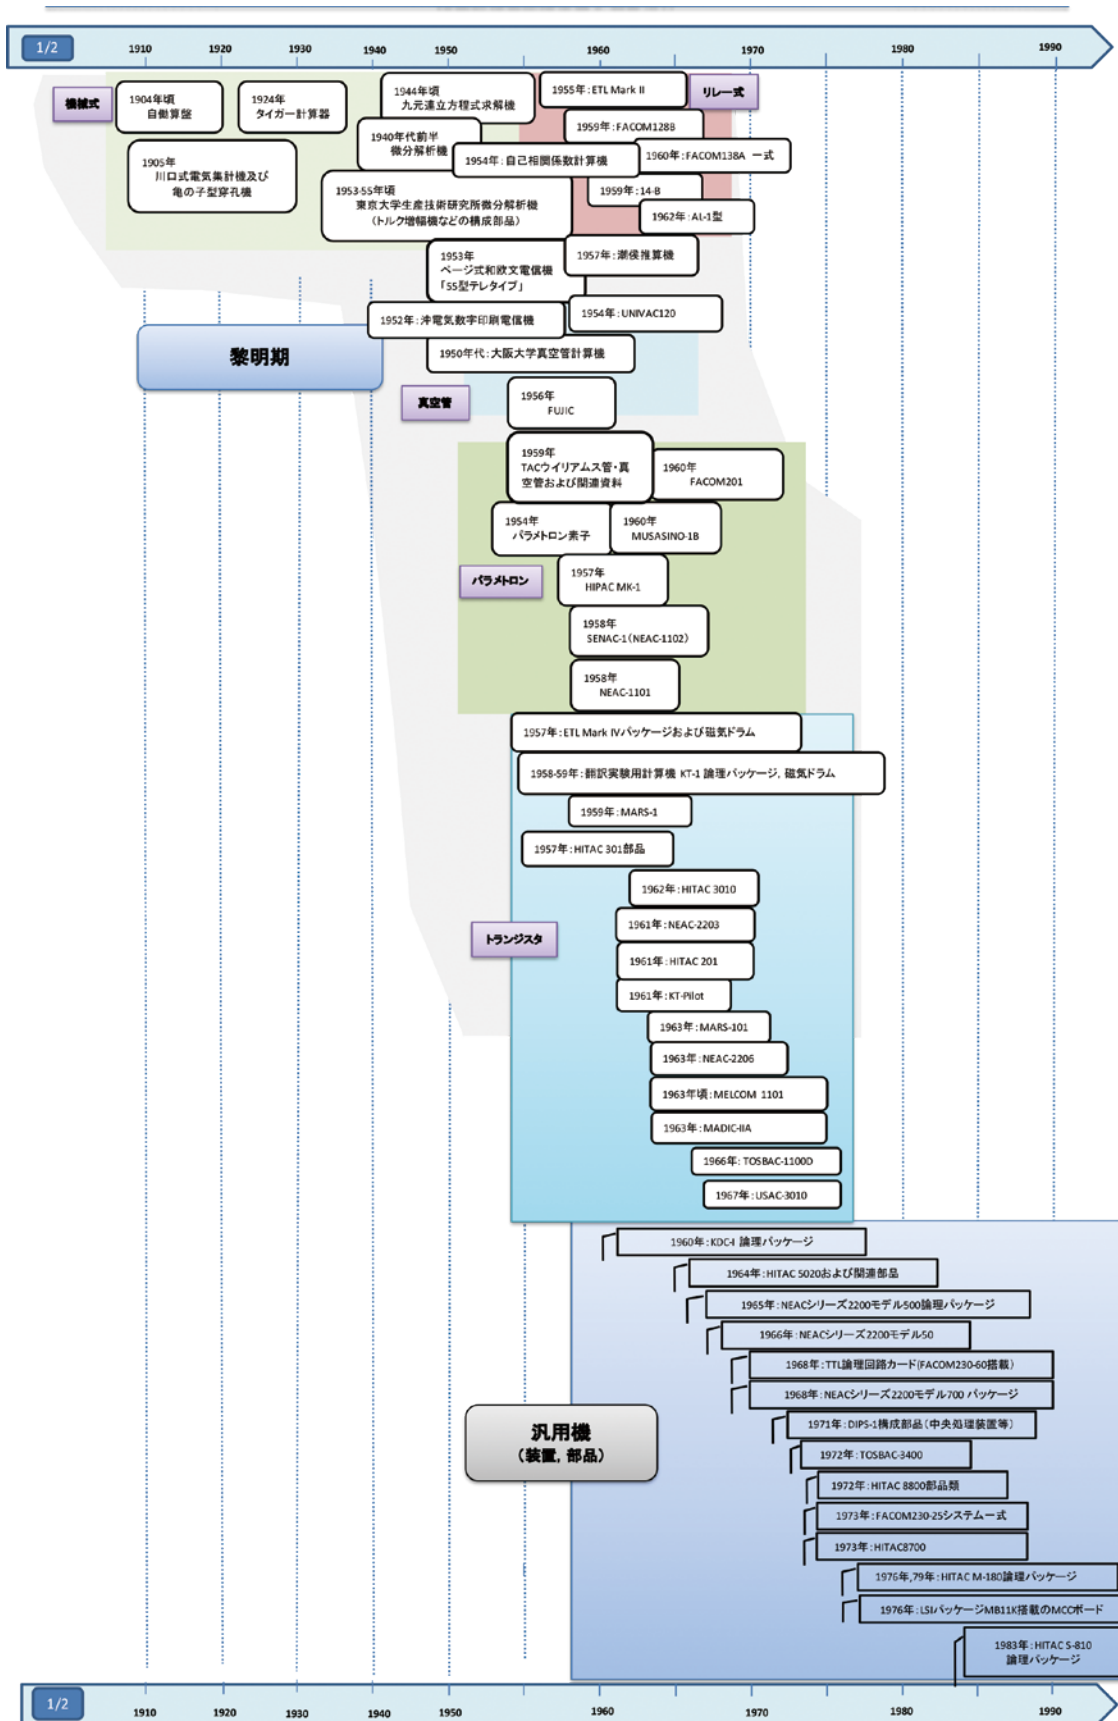 1/2
1910
1920
1930
1940
1950
1960
1970
1980
1990
機械式
1904年頃
自働算盤
1924年
タイガー計算器
1944年頃
九元連立方程式求解機
1955年：ETL Mark II
リレー式
1905年
川口式電気集計機及び
亀の子型穿孔機
1940年代前半
微分解析機
1959年：FACOM128B
1954年：自己相関係数計算機
1960年：FACOM138A 一式
1953-55年頃
東京大学生産技術研究所微分解析機
（トルク増幅機などの構成部品）
1959年：14-B
1962年：AL-1型
1953年
ページ式和欧文電信機
「S5型テレタイプ」
1957年：潮候推算機
1952年：沖電気数字印刷電信機
1954年：UNIVAC120
黎明期
1950年代：大阪大学真空管計算機
真空管
1956年
FUJIC
1959年
TACウイリアムス管・真
空管および関連資料
1960年
FACOM201
1954年
パラメトロン素子
1960年
MUSASINO-1B
パラメトロン
1957年
HIPAC MK-1
1958年
SENAC-1（NEAC-1102）
1958年
NEAC-1101
1957年：ETL Mark IVパッケージおよび磁気ドラム
1958-59年：翻訳実験用計算機 KT-1 論理パッケージ，磁気ドラム
1959年：MARS-1
1957年：HITAC 301部品
1962年：HITAC 3010
1961年：NEAC-2203
トランジスタ
1961年：HITAC 201
1961年：KT-Pilot
1963年：MARS-101
1963年：NEAC-2206
1963年頃：MELCOM 1101
1963年：MADIC-IIA
1966年：TOSBAC-1100D
1967年：USAC-3010
1960年：KDC-I 論理パッケージ
1964年：HITAC 5020および関連部品
1965年：NEACシリーズ2200モデル500論理パッケージ
1966年：NEACシリーズ2200モデル50
1968年：TTL論理回路カード(FACOM230-60搭載）
1968年：NEACシリーズ2200モデル700 パッケージ
汎用機
（装置，部品）
1971年：DIPS-1構成部品（中央処理装置等）
1972年：TOSBAC-3400
1972年：HITAC 8800部品類
1973年：FACOM230-25システム一式
1973年：HITAC8700
1976年,79年：HITAC M-180論理パッケージ
1976年：LSIパッケージMB11K搭載のMCCボード
1983年：HITAC S-810
論理パッケージ
1/2
1910
1920
1930
1940
1950
1960
1970
1980
1990